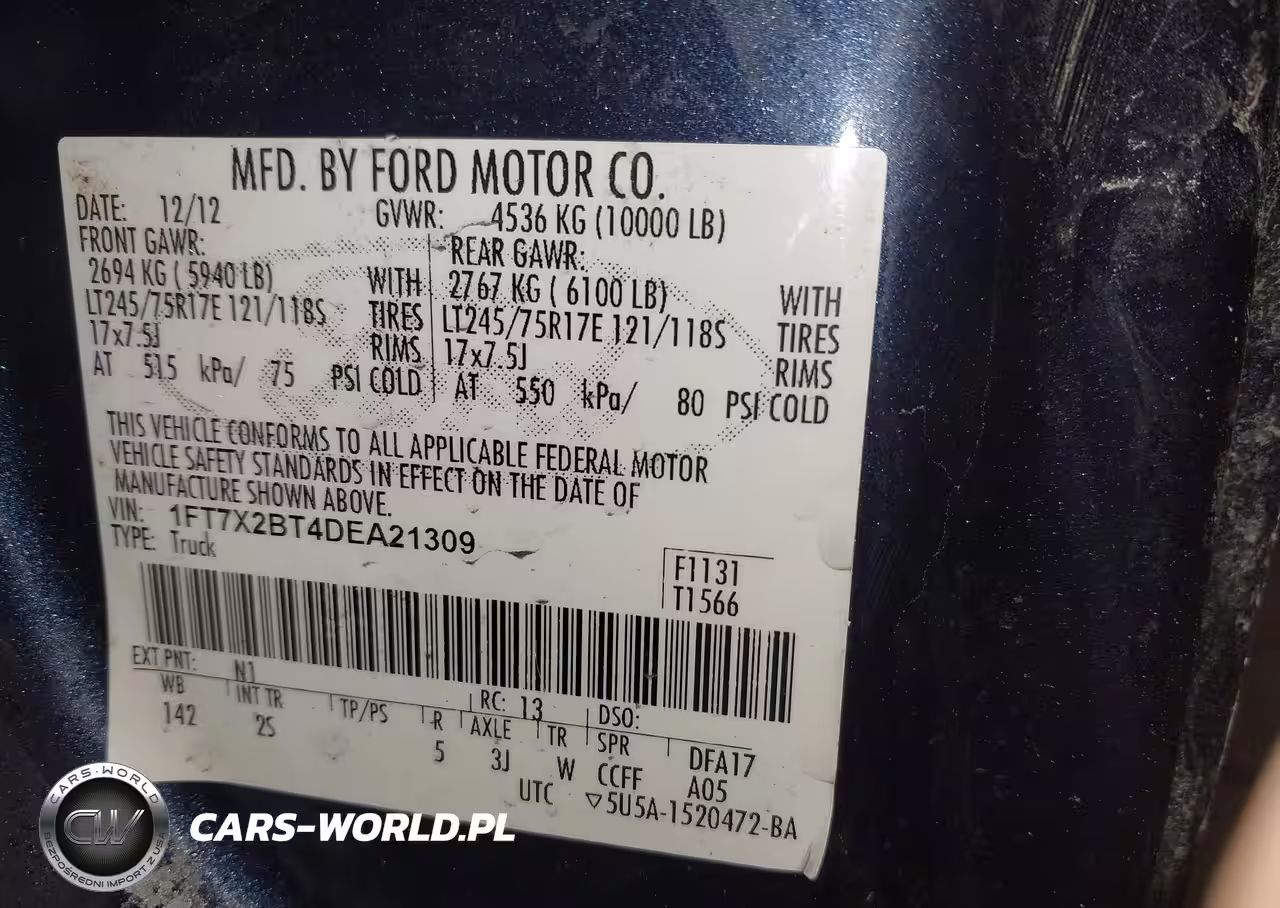 MFD. BY FORD MOTOR CO.
DATE: 12/12 GVWR: 4536 KG (10000 LB)
FRONT GAWR: REAR GAWR:
2694 KG ( 5940 LB) WITH 2767 KG ( 6100 LB) WITH
LT245/75R17E 121/118S TIRES LT245/75R17E 121/118S TIRES
17x7.5J RIMS 17x7.5J RIMS
AT 515 kPa/ 75 PSI COLD AT 550 kPa/ 80 PSI COLD
THIS VEHICLE CONFORMS TO ALL APPLICABLE FEDERAL MOTOR
VEHICLE SAFETY STANDARDS IN EFFECT ON THE DATE OF
MANUFACTURE SHOWN ABOVE.
VIN: 1FT7X2BT4DEA21309
TYPE: Truck
F1131
T1566
EXT PNT: N1 RC: 13 DSO:
WB INT TR TP/PS R AXLE TR SPR DFA17
142 2S 5 3J W CCFF A05
UTC ▽5U5A-1520472-BA
CARS-WORLD
CW
BEZPOŚREDNI IMPORT Z USA
CARS-WORLD.PL